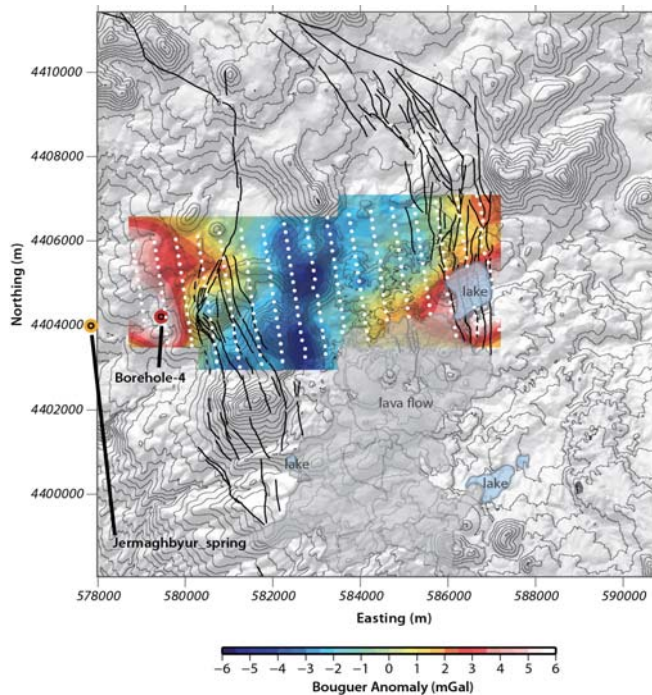 4410000
4408000
4406000
4404000
4402000
4400000
Northing (m)
lake
Borehole-4
lava flow
lake
lake
Jermaghbyur_spring
578000
580000
582000
584000
586000
588000
590000
Easting (m)
−6 −5 −4 −3 −2 −1 0 1 2 3 4 5 6
Bouguer Anomaly (mGal)